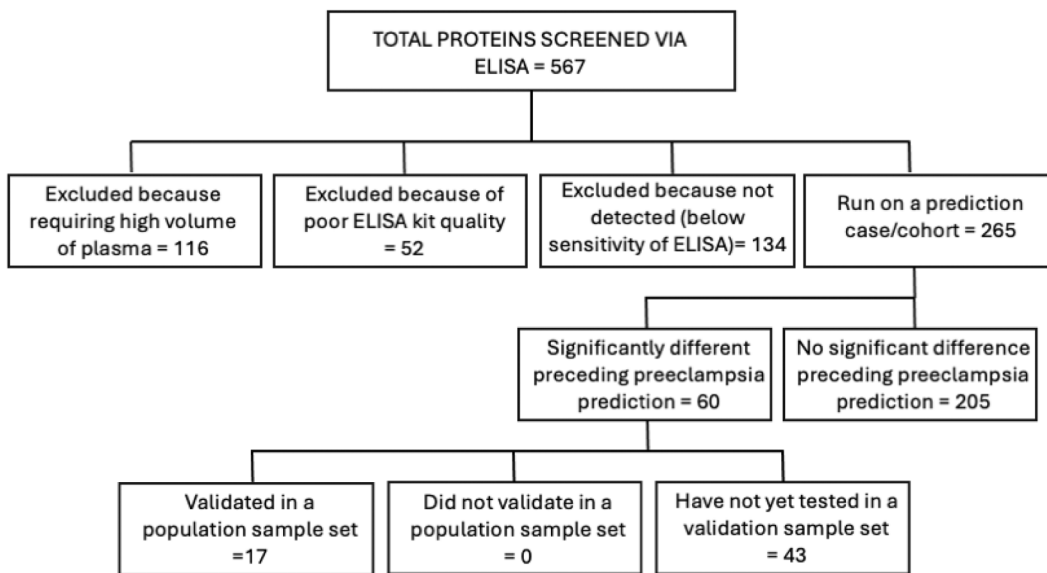 TOTAL PROTEINS SCREENED VIA
ELISA = 567
Excluded because
requiring high volume
of plasma = 116
Excluded because of
poor ELISA kit quality
= 52
Excluded because not
detected (below
sensitivity of ELISA)= 134
Run on a prediction
case/cohort = 265
Significantly different
preceding preeclampsia
prediction = 60
No significant difference
preceding preeclampsia
prediction = 205
Validated in a
population sample set
=17
Did not validate in a
population sample set
= 0
Have not yet tested in a
validation sample set
= 43